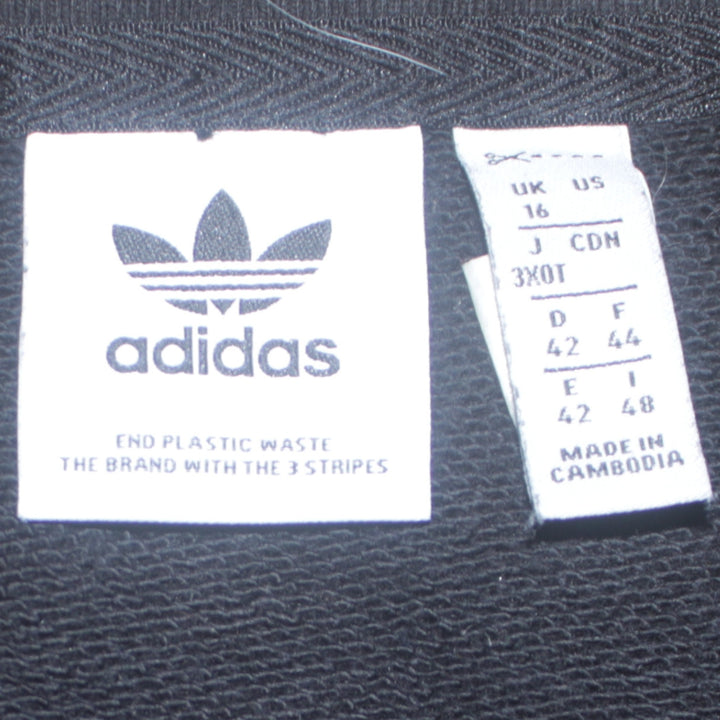 adidas
END PLASTIC WASTE
THE BRAND WITH THE 3 STRIPES
UK US
16
J CDN
3XOT
D F
42 44
E I
42 48
MADE IN
CAMBODIA